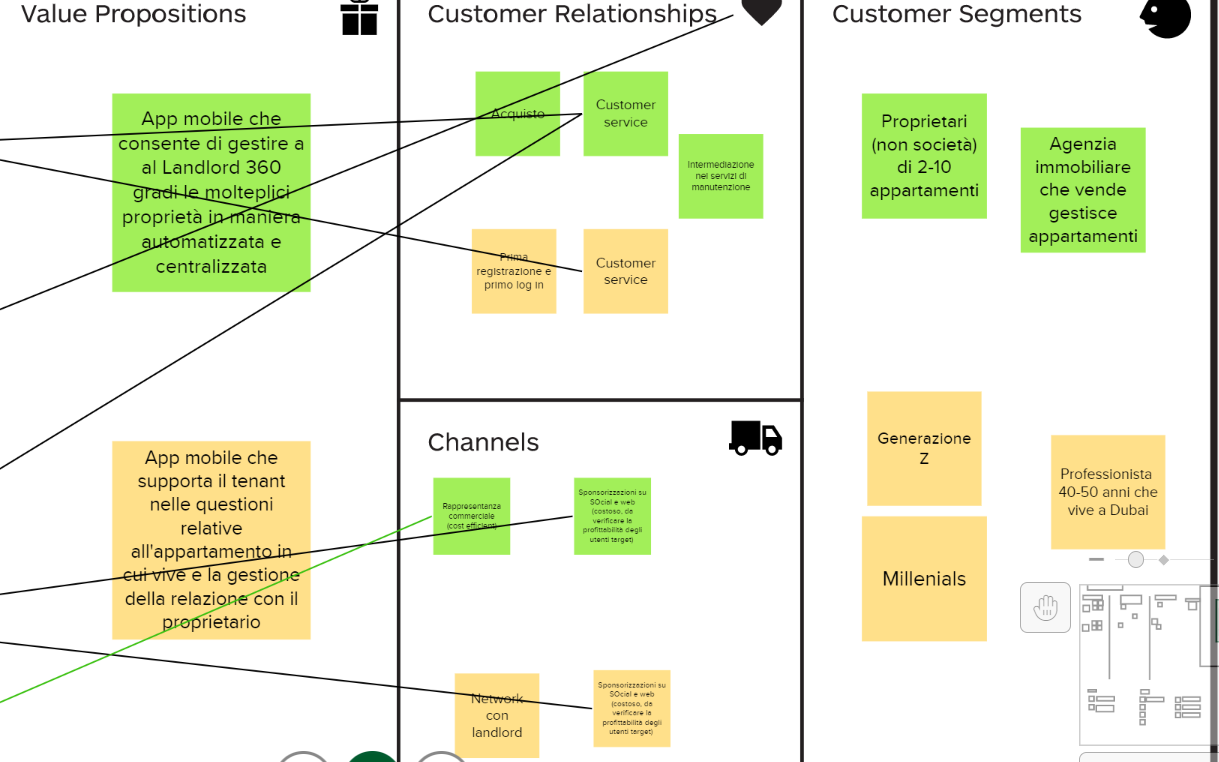 Value Propositions
App mobile che
consente di gestire a
al Landlord 360
gradi le molteplici
proprietà in maniera
automatizzata e
centralizzata
App mobile che
supporta il tenant
nelle questioni
relative
all'appartamento in
cui vive e la gestione
della relazione con il
proprietario
Customer Relationships
Acquisto
Customer
service
Intermediazione
nei servizi di
manutenzione
Prima
registrazione e
primo log in
Customer
service
Channels
Rappresentanza
commerciale
(cost efficient)
Sponsorizzazioni su
SOcial e web
(costoso, da
verificare la
profittabilità degli
utenti target)
Network
con
landlord
Sponsorizzazioni su
SOcial e web
(costoso, da
verificare la
profittabilità degli
utenti target)
Customer Segments
Proprietari
(non società)
di 2-10
appartamenti
Agenzia
immobiliare
che vende
gestisce
appartamenti
Generazione
Z
Professionista
40-50 anni che
vive a Dubai
Millenials